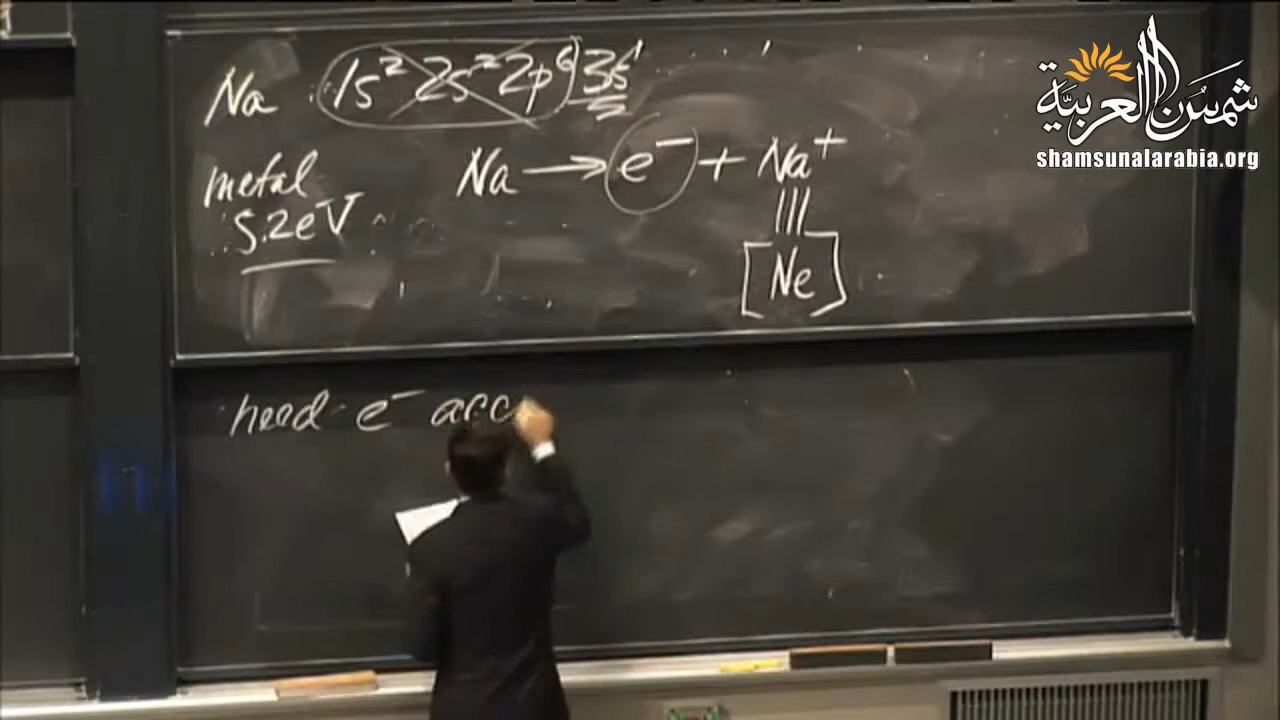 Na 1s² 2s² 2p⁶ 3s¹
metal
5.2eV
Na → e⁻ + Na⁺
[Ne]
need e⁻ acc
شمس العربية
shamsunalarabia.org